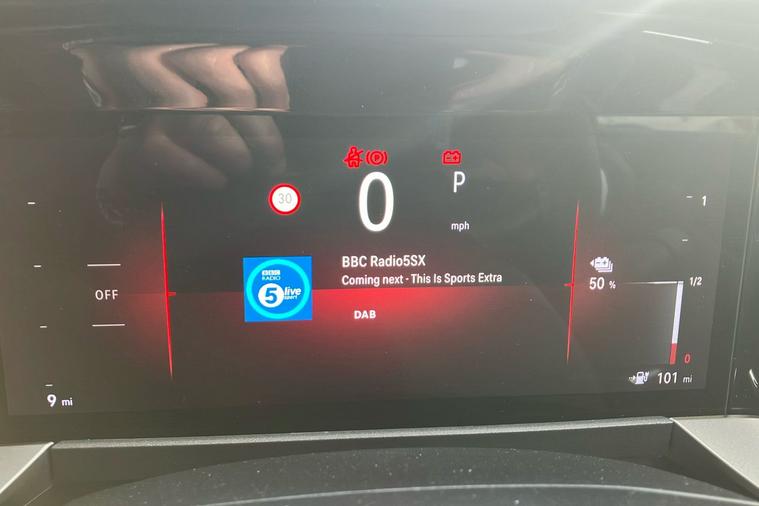 P
30
0
P
mph
1
BBC
RADIO
5 live
sport
BBC Radio5SX
Coming next - This Is Sports Extra
DAB
OFF
50 %
1/2
0
9 mi
101 mi